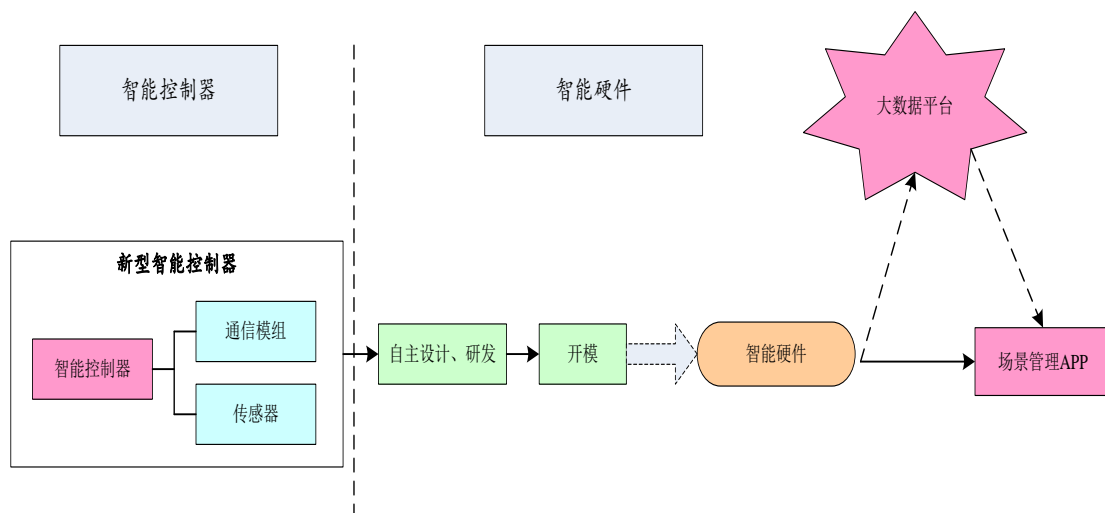 智能控制器
智能硬件
大数据平台
新型智能控制器
通信模组
智能控制器
传感器
自主设计、研发
开模
智能硬件
场景管理APP